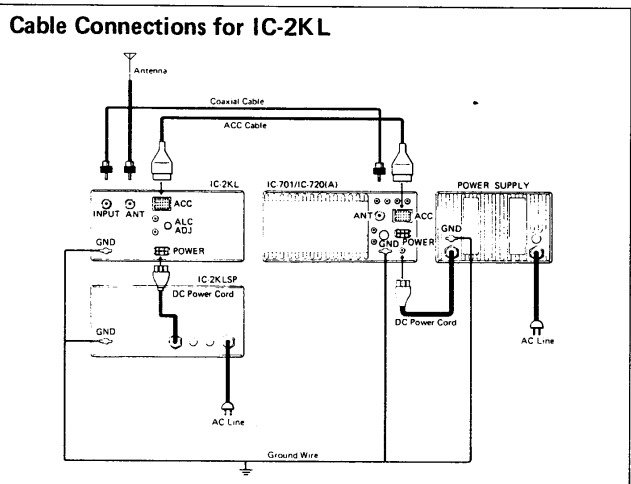 Cable Connections for IC-2KL
Antenna
Coaxial Cable
ACC Cable
IC-2KL
IC-701/IC-720(A)
POWER SUPPLY
INPUT ANT
ACC
ALC
ADJ
GND
POWER
ANT
ACC
GND POWER
GND
IC-2KLSP
DC Power Cord
GND
DC Power Cord
AC Line
AC Line
Ground Wire